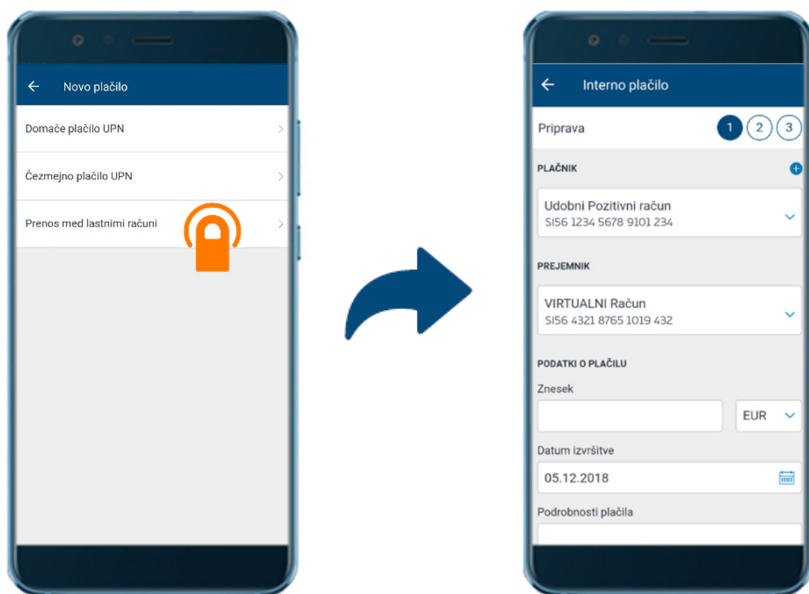 Novo plačilo
Domače plačilo UPN
Čezmejno plačilo UPN
Prenos med lastnimi računi
Interno plačilo
Priprava
1 2 3
PLAČNIK
Udobni Pozitivni račun
SI56 1234 5678 9101 234
PREJEMNIK
VIRTUALNI Račun
SI56 4321 8765 1019 432
PODATKI O PLAČILU
Znesek
EUR
Datum izvršitve
05.12.2018
Podrobnosti plačila